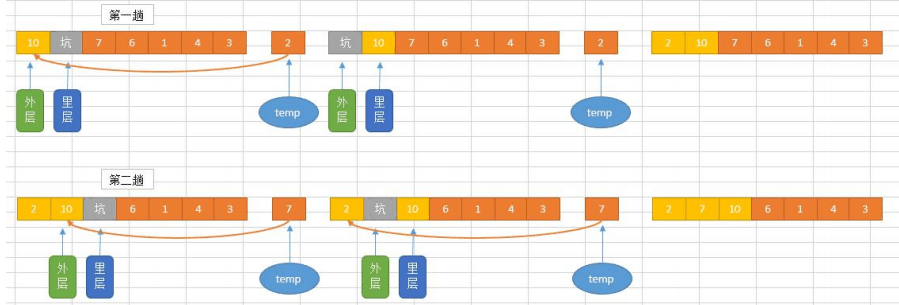 第一趟
10 坑 7 6 1 4 3 2 坑 10 7 6 1 4 3 2 2 10 7 6 1 4 3
外层 里层 temp 外层 里层 temp
第二趟
2 10 坑 6 1 4 3 7 2 坑 10 6 1 4 3 7 2 7 10 6 1 4 3
外层 里层 temp 外层 里层 temp